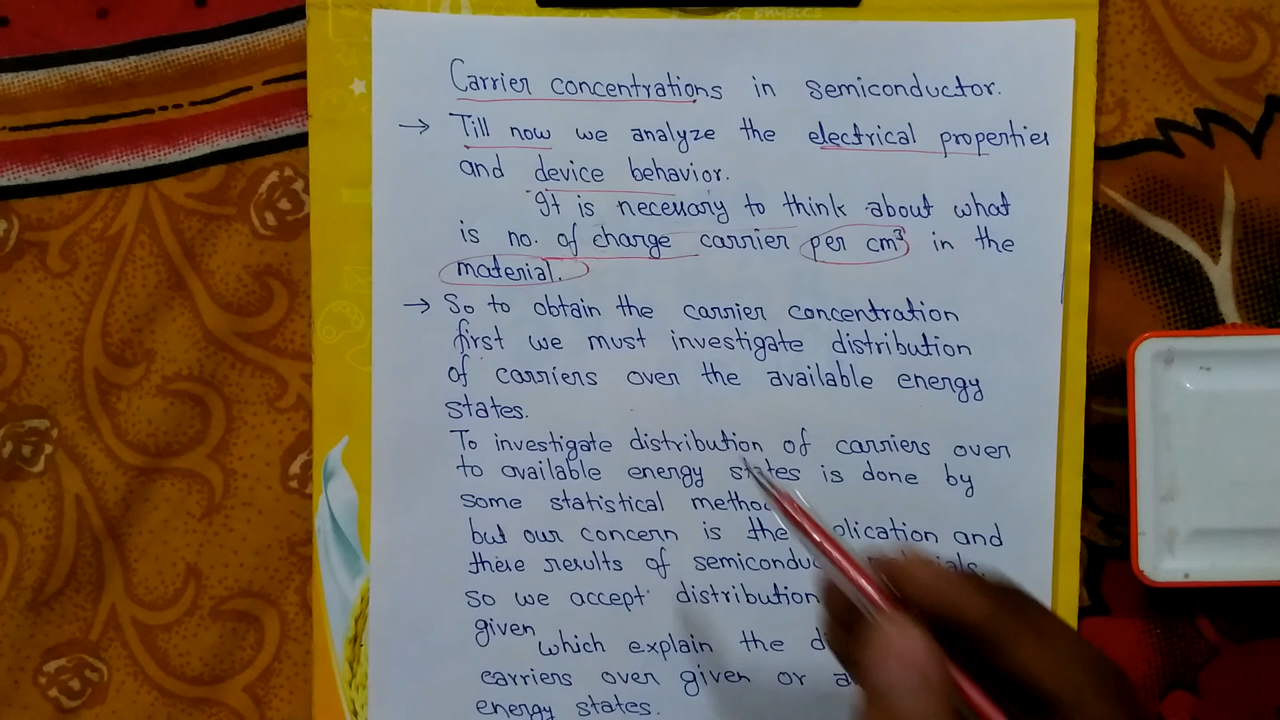 physics
Carrier concentrations in semiconductor.
→ Till now we analyze the electrical properties
and device behavior.
It is necessary to think about what
is no. of charge carrier per cm³ in the
material.
→ So to obtain the carrier concentration
first we must investigate distribution
of carriers over the available energy
states.
To investigate distribution of carriers over
to available energy states is done by
some statistical
but our concern is the and
there results of
so we accept distribution
given which explain the
carriers over given or
energy states.